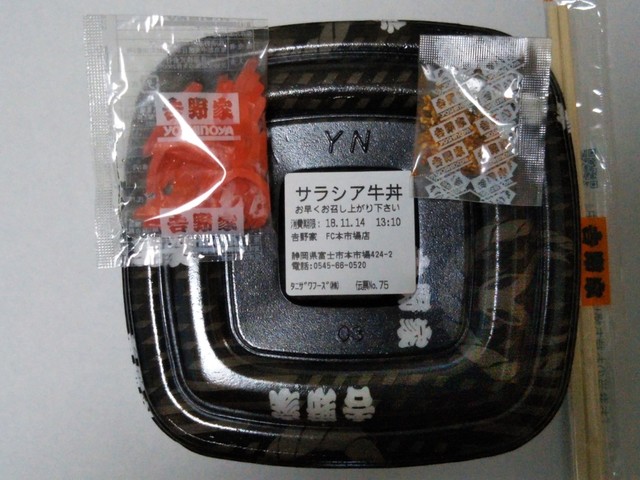 吉野家
YOSHINOYA
吉野家
YN
サラシア牛丼
お早くお召し上がり下さい
消費期限: 18.11.14 13:10
吉野家 FC本市場店
静岡県富士市本市場424-2
電話:0545-66-0520
タニザワフーズ㈱ 伝票No.75
03
吉野家
吉野家
吉野家